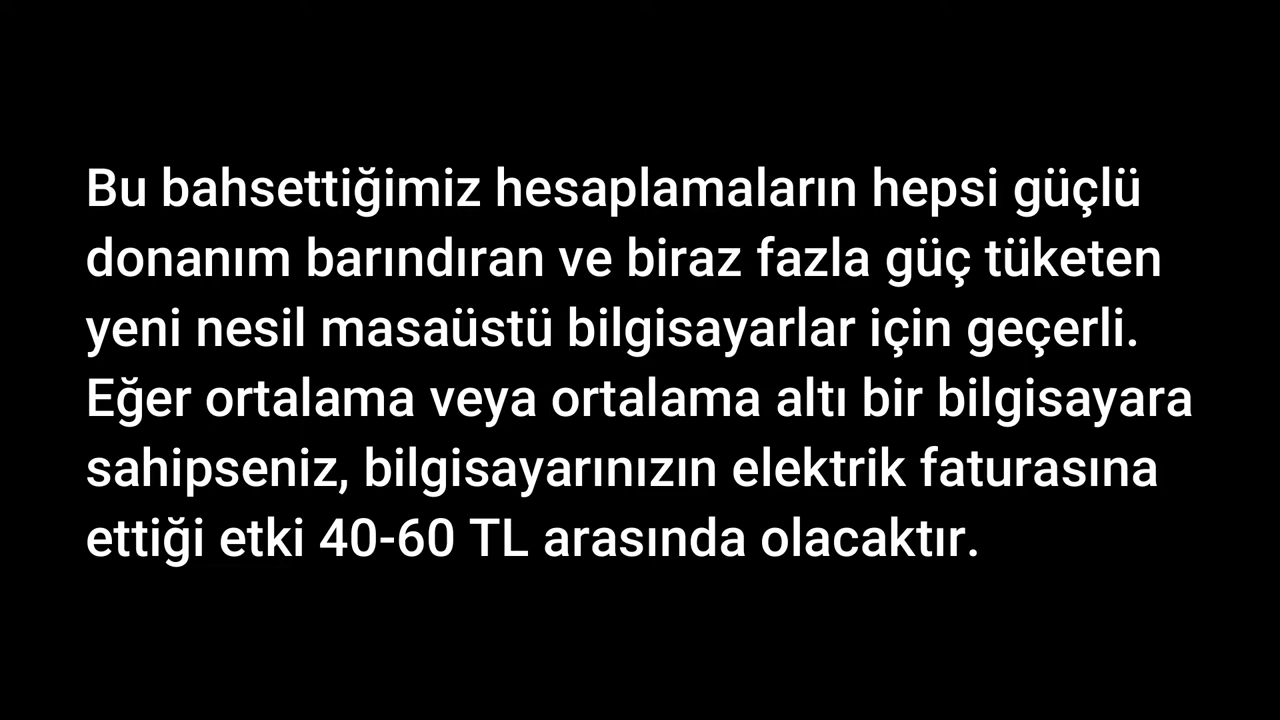 Bu bahsettiğimiz hesaplamaların hepsi güçlü
donanım barındıran ve biraz fazla güç tüketen
yeni nesil masaüstü bilgisayarlar için geçerli.
Eğer ortalama veya ortalama altı bir bilgisayara
sahipseniz, bilgisayarınızın elektrik faturasına
ettiği etki 40-60 TL arasında olacaktır.